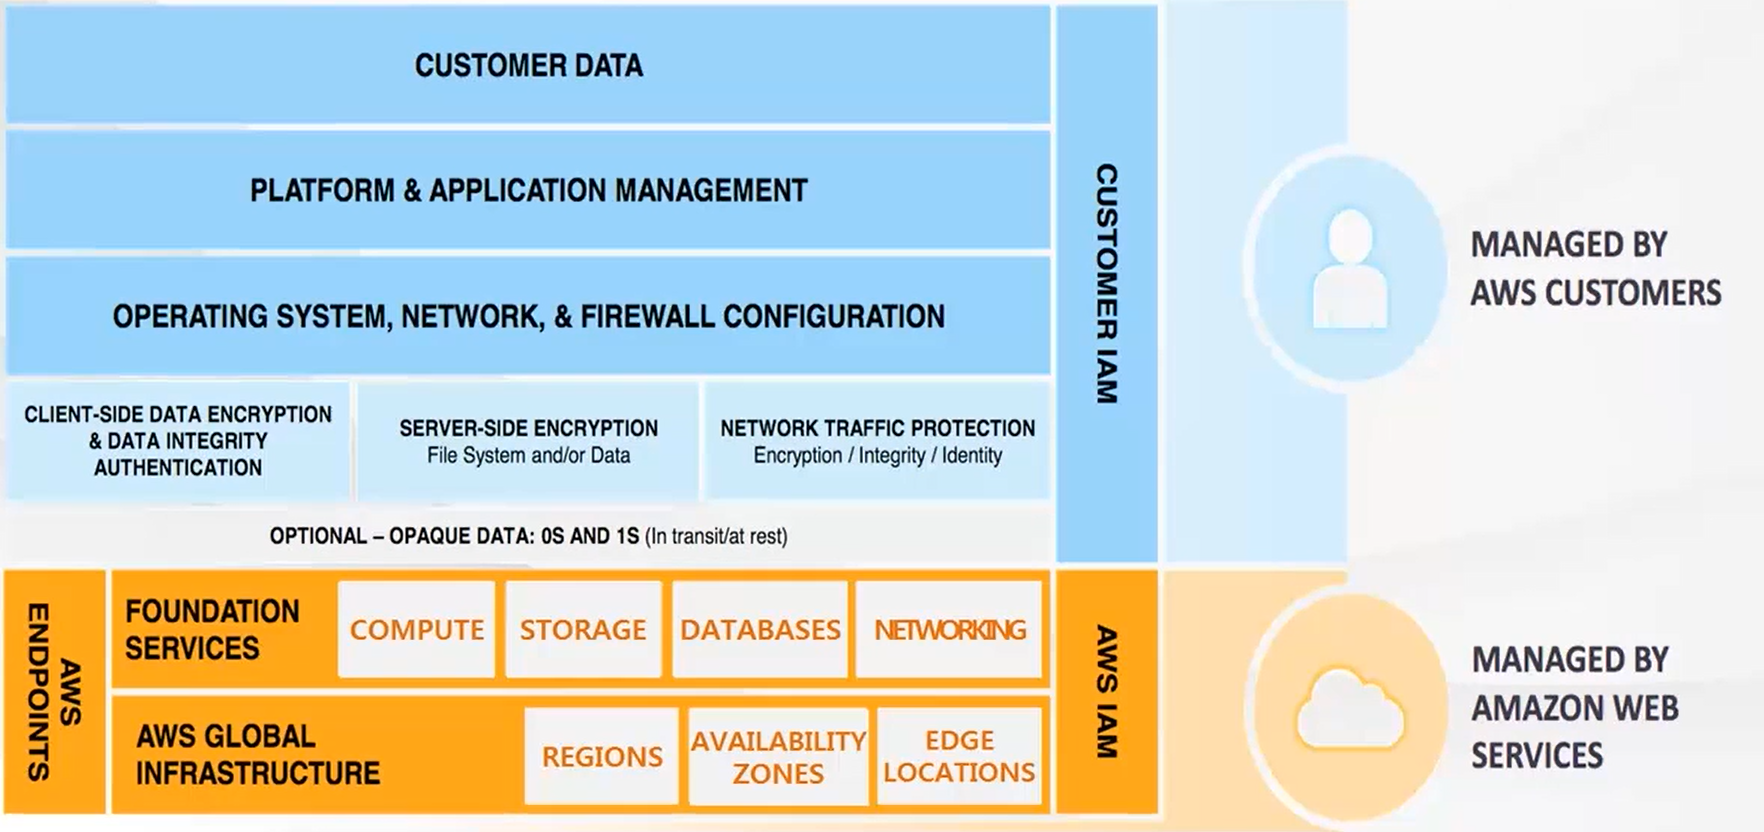 CUSTOMER DATA
PLATFORM & APPLICATION MANAGEMENT
OPERATING SYSTEM, NETWORK, & FIREWALL CONFIGURATION
CLIENT-SIDE DATA ENCRYPTION
& DATA INTEGRITY
AUTHENTICATION
SERVER-SIDE ENCRYPTION
File System and/or Data
NETWORK TRAFFIC PROTECTION
Encryption / Integrity / Identity
OPTIONAL – OPAQUE DATA: 0S AND 1S (In transit/at rest)
CUSTOMER IAM
MANAGED BY
AWS CUSTOMERS
AWS
ENDPOINTS
FOUNDATION
SERVICES
COMPUTE
STORAGE
DATABASES
NETWORKING
AWS GLOBAL
INFRASTRUCTURE
REGIONS
AVAILABILITY
ZONES
EDGE
LOCATIONS
AWS IAM
MANAGED BY
AMAZON WEB
SERVICES